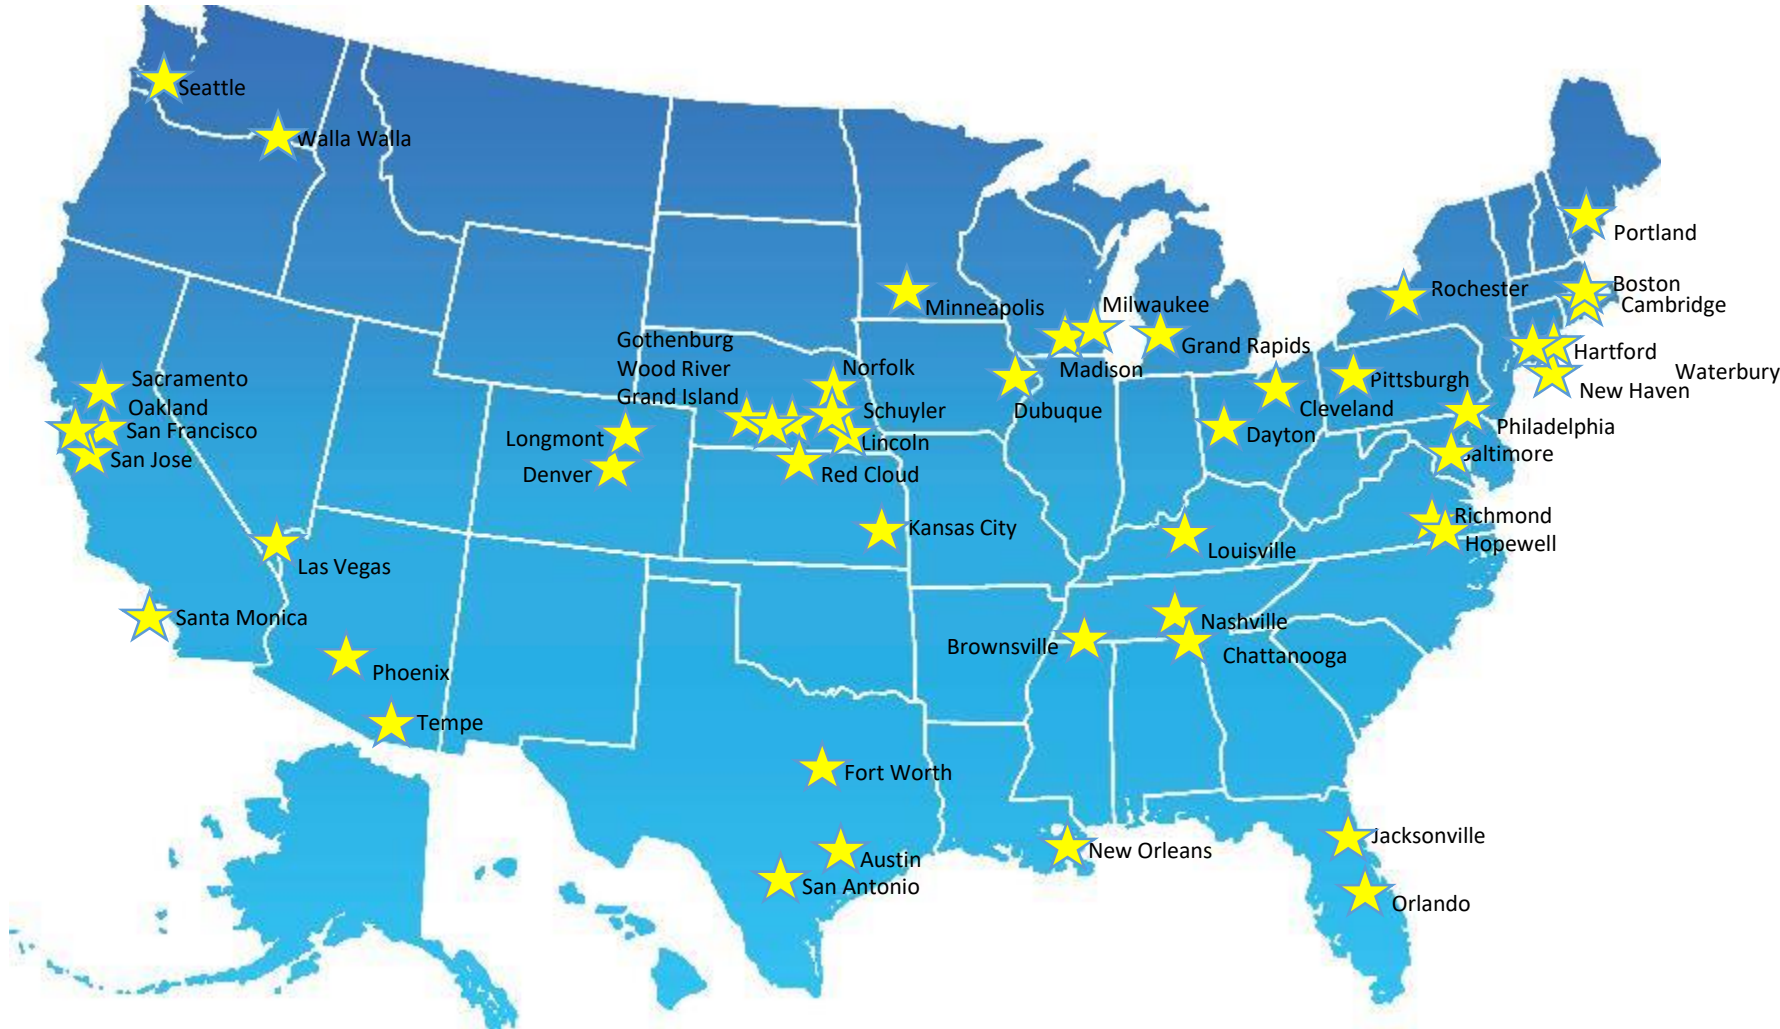 Seattle
Walla Walla
Portland
Boston
Cambridge
Rochester
Minneapolis
Milwaukee
Gothenburg
Wood River
Grand Island
Norfolk
Madison
Grand Rapids
Hartford
Waterbury
New Haven
Pittsburgh
Sacramento
Oakland
San Francisco
San Jose
Longmont
Denver
Schuyler
Lincoln
Red Cloud
Dubuque
Cleveland
Dayton
Philadelphia
Baltimore
Richmond
Hopewell
Kansas City
Louisville
Las Vegas
Santa Monica
Brownsville
Nashville
Chattanooga
Phoenix
Tempe
Fort Worth
Austin
San Antonio
New Orleans
Jacksonville
Orlando